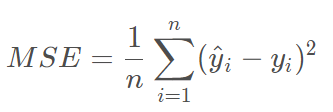 MSE = \frac{1}{n} \sum_{i=1}^{n} (\hat{y}_i - y_i)^2